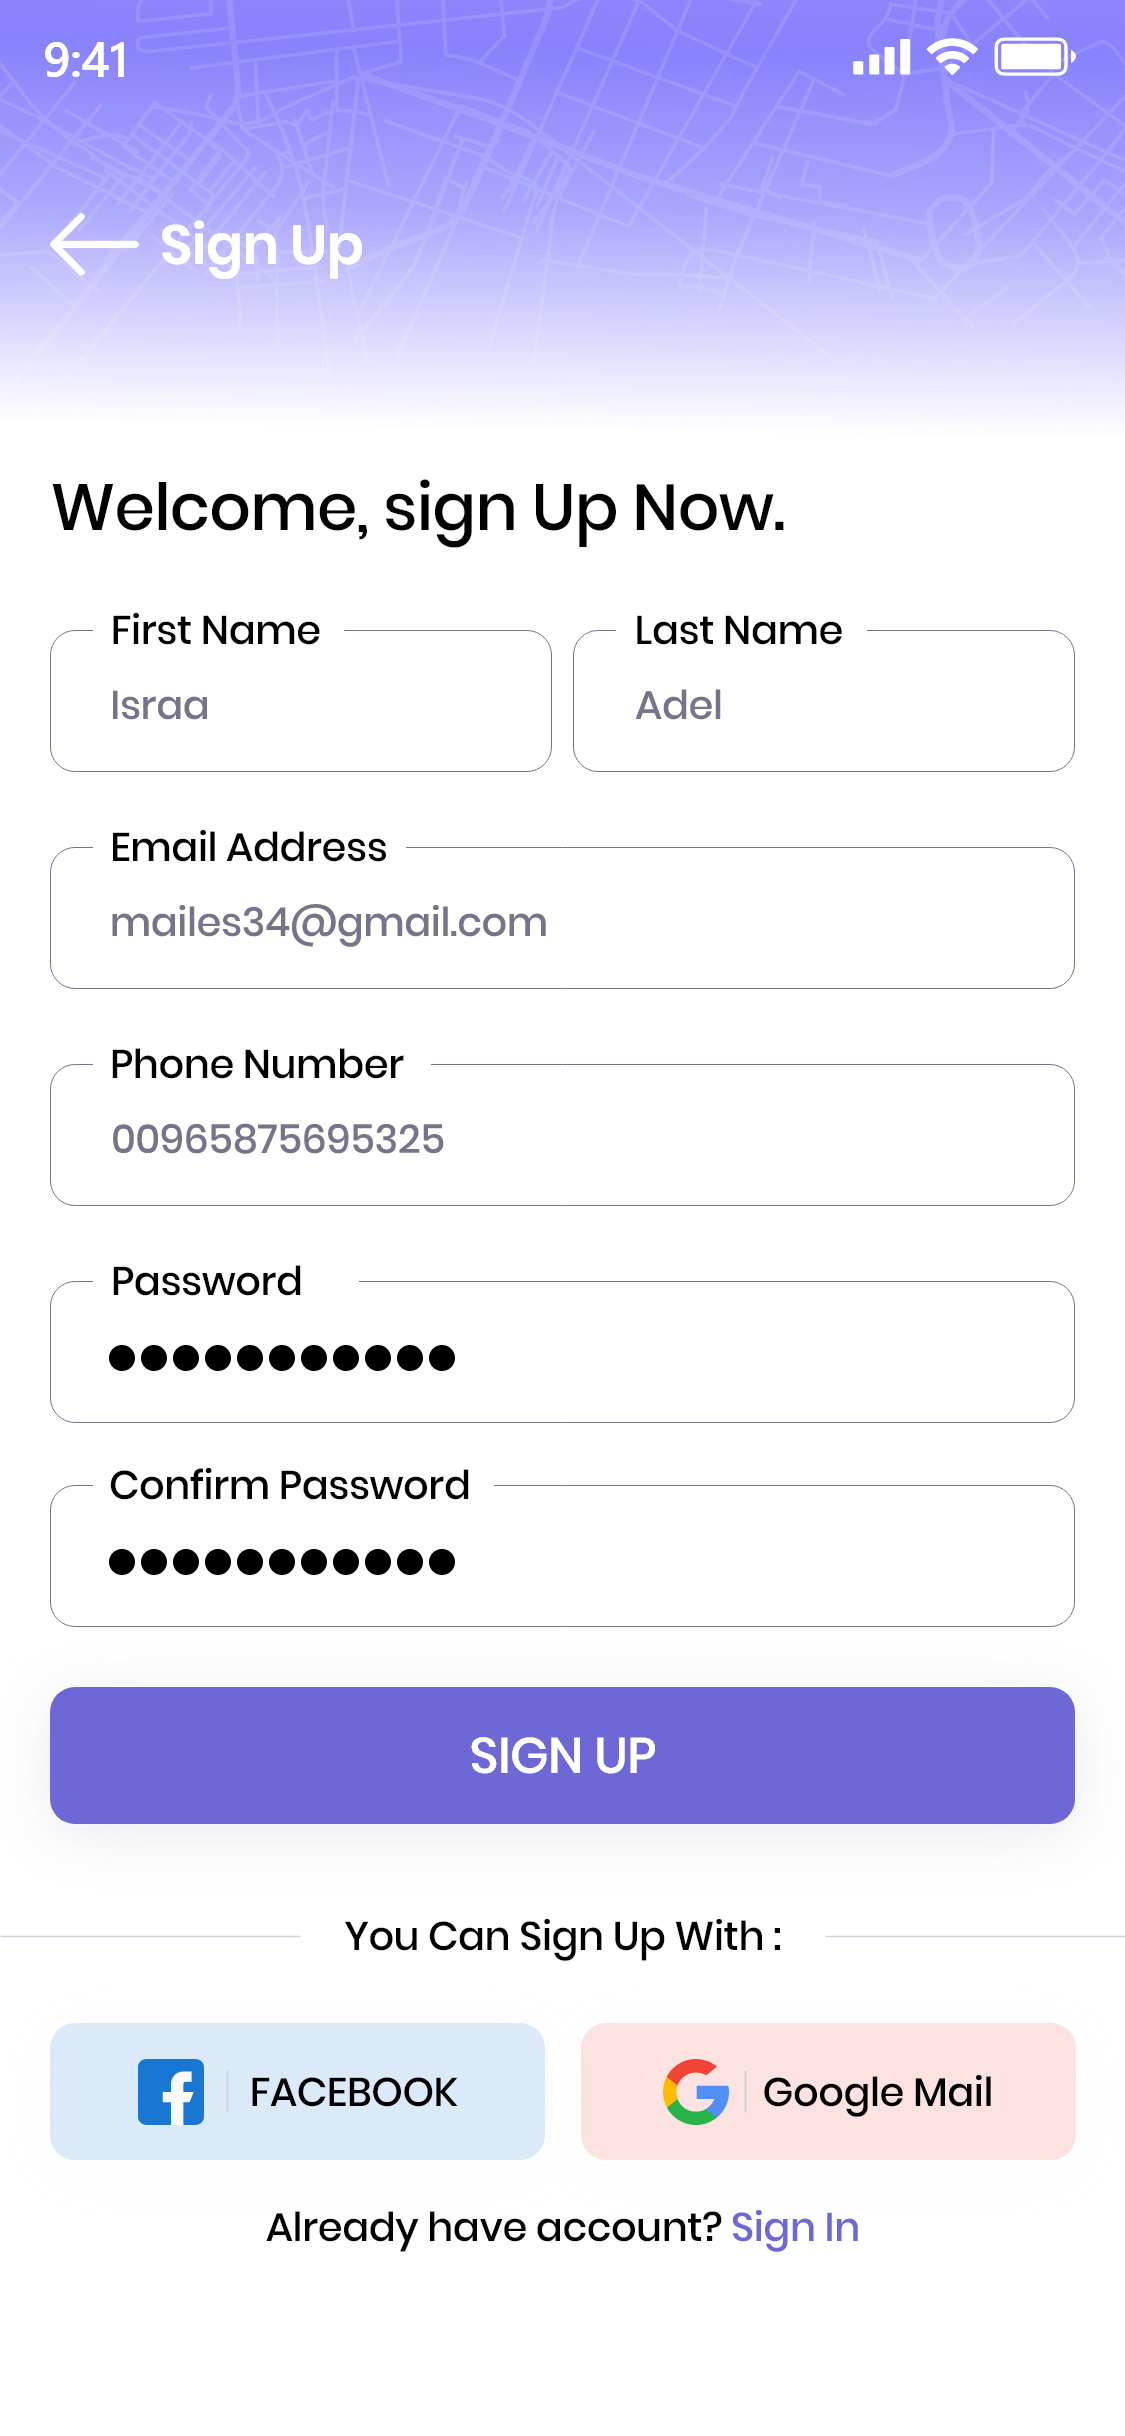 9:41
Sign Up
Welcome, sign Up Now.
First Name
Last Name
Israa
Adel
Email Address
mailes34@gmail.com
Phone Number
00965875695325
Password
●●●●●●●●●●●
Confirm Password
●●●●●●●●●●●
SIGN UP
You Can Sign Up With :
FACEBOOK
Google Mail
Already have account? Sign In